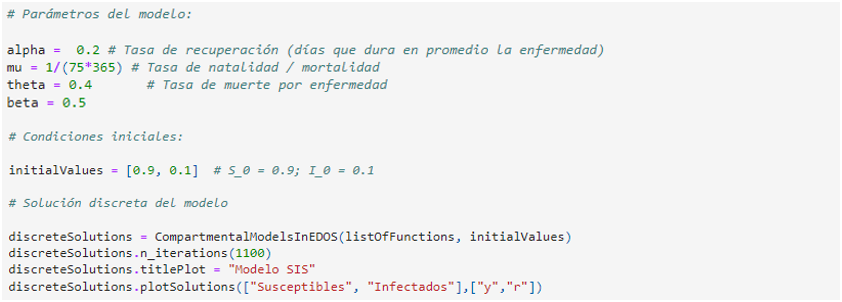 # Parámetros del modelo:
alpha =  0.2 # Tasa de recuperación (días que dura en promedio la enfermedad)
mu = 1/(75*365) # Tasa de natalidad / mortalidad
theta = 0.4      # Tasa de muerte por enfermedad
beta = 0.5
# Condiciones iniciales:
initialValues = [0.9, 0.1]  # S_0 = 0.9; I_0 = 0.1
# Solución discreta del modelo
discreteSolutions = CompartmentalModelsInEDOS(listOfFunctions, initialValues)
discreteSolutions.n_iterations(1100)
discreteSolutions.titlePlot = "Modelo SIS"
discreteSolutions.plotSolutions(["Susceptibles", "Infectados"],["y","r"])